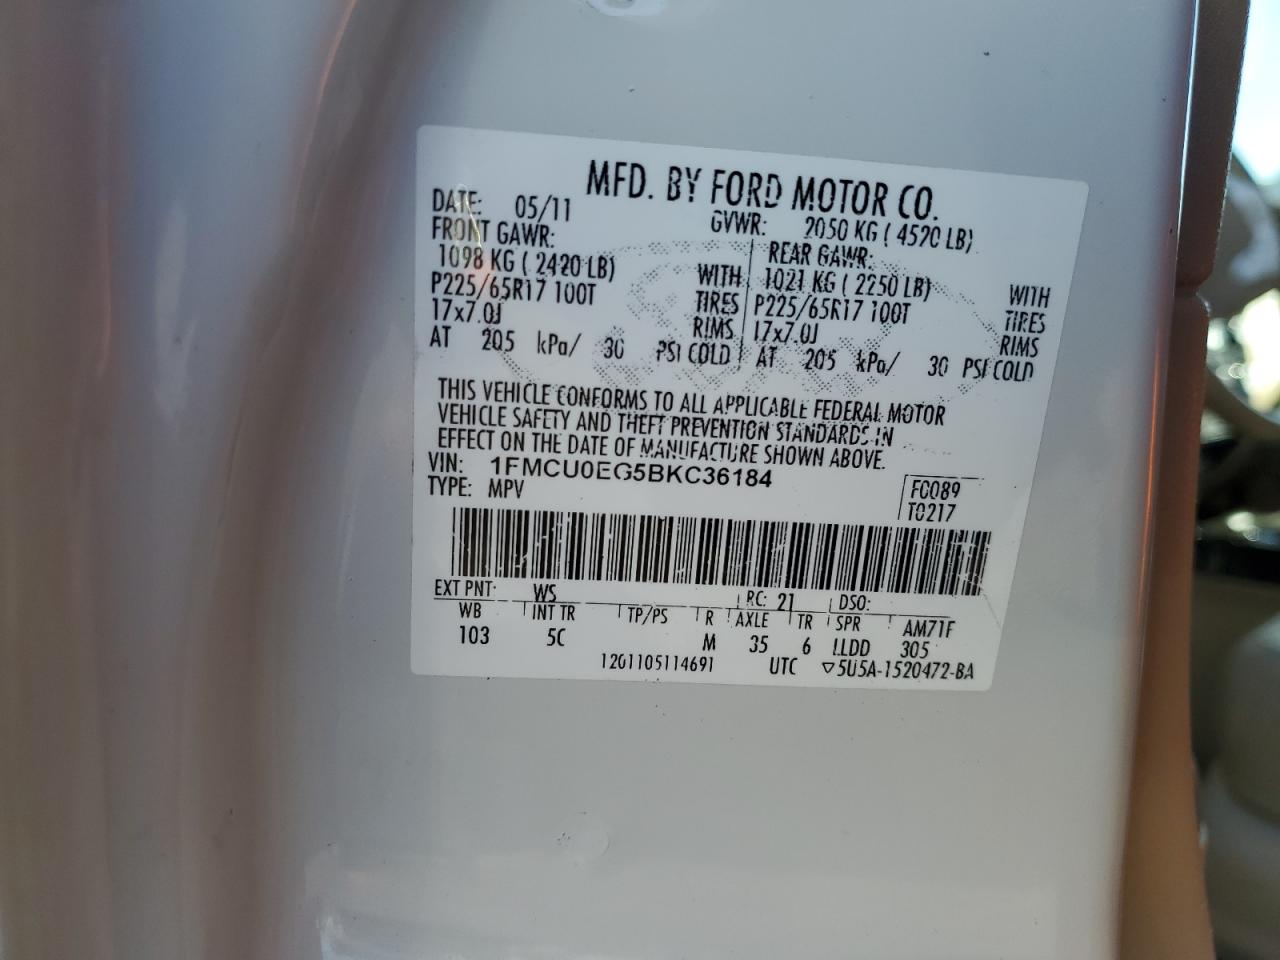 MFD. BY FORD MOTOR CO.
DATE: 05/11 GVWR: 2050 KG ( 4520 LB)
FRONT GAWR: REAR GAWR:
1098 KG ( 2420 LB) WITH 1021 KG ( 2250 LB) WITH
P225/65R17 100T TIRES P225/65R17 100T TIRES
17x7.0J RIMS 17x7.0J RIMS
AT 205 kPa/ 30 PSI COLD AT 205 kPa/ 30 PSI COLD
THIS VEHICLE CONFORMS TO ALL APPLICABLE FEDERAL MOTOR
VEHICLE SAFETY AND THEFT PREVENTION STANDARDS IN
EFFECT ON THE DATE OF MANUFACTURE SHOWN ABOVE.
VIN: 1FMCU0EG5BKC36184
TYPE: MPV
F0089
T0217
EXT PNT: WS RC: 21 DSO:
WB INT TR TP/PS R AXLE TR SPR AM71F
103 5C M 35 6 LLDD 305
1201105114691 UTC ▽5U5A-1520472-BA